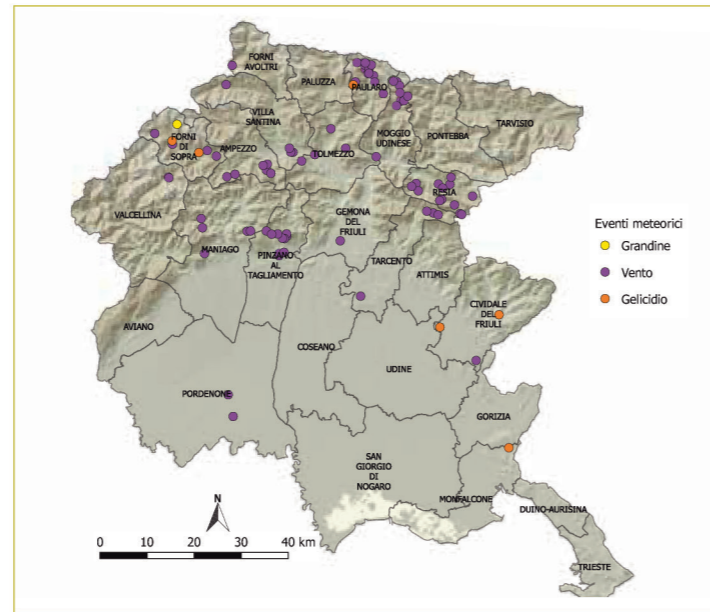 FORNI
AVOLTRI
PALUZZA
PAULARO
VILLA
SANTINA
TARVISIO
MOGGIO
UDINESE
PONTEBBA
FORNI
DI
SOPRA
AMPEZZO
TOLMEZZO
RESIA
VALCELLINA
GEMONA
DEL
FRIULI
MANIAGO
PINZANO
AL
TAGLIAMENTO
TARCENTO
ATTIMIS
CIVIDALE
DEL
FRIULI
AVIANO
COSEANO
UDINE
PORDENONE
GORIZIA
SAN
GIORGIO
DI
NOGARO
MONFALCONE
DUINO-AURISINA
TRIESTE
Eventi meteorici
Grandine
Vento
Gelicidio
N
0 10 20 30 40 km